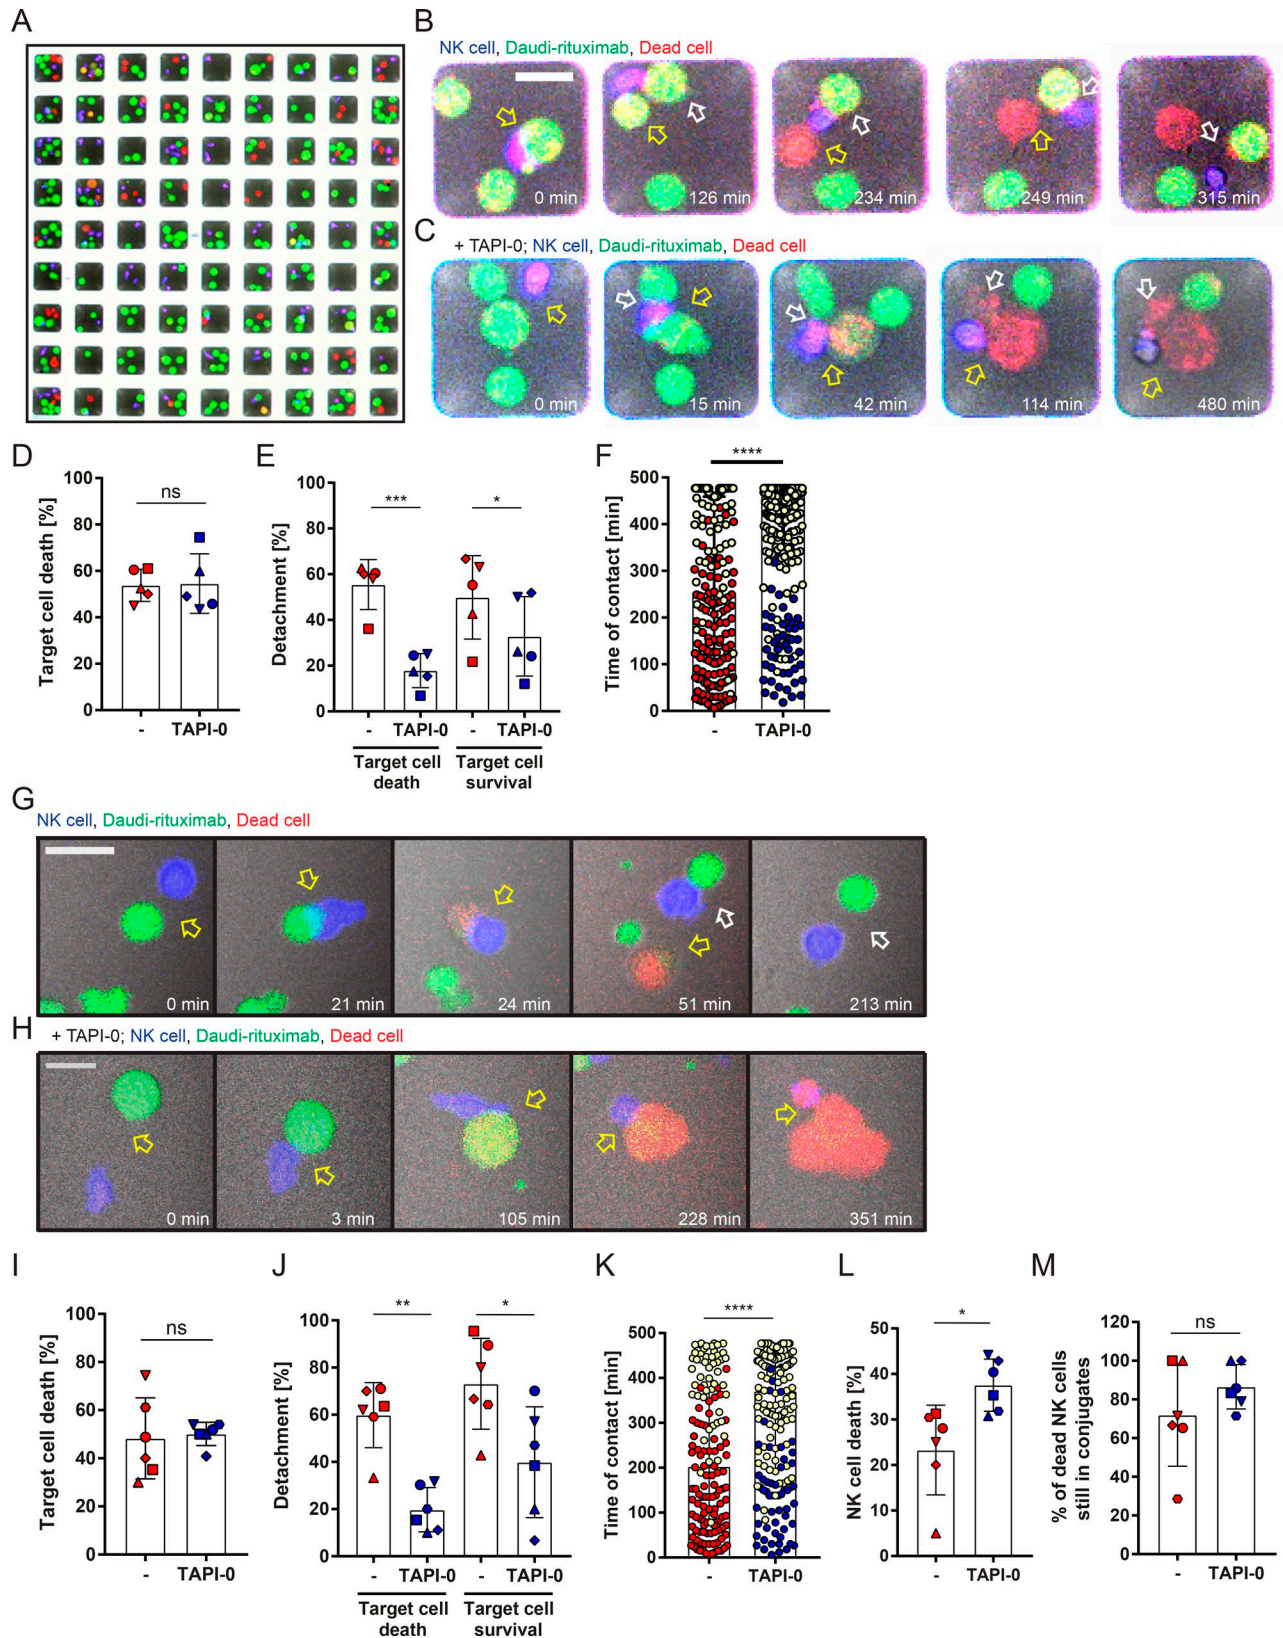 A
B
NK cell, Daudi-rituximab, Dead cell
0 min
126 min
234 min
249 min
315 min
C
+ TAPI-0; NK cell, Daudi-rituximab, Dead cell
0 min
15 min
42 min
114 min
480 min
D
Target cell death [%]
100
80
60
40
20
0
ns
-
TAPI-0
E
Detachment [%]
100
80
60
40
20
0
***
*
-
TAPI-0
-
TAPI-0
Target cell
death
Target cell
survival
F
Time of contact [min]
500
400
300
200
100
0
****
-
TAPI-0
G
NK cell, Daudi-rituximab, Dead cell
0 min
21 min
24 min
51 min
213 min
H
+ TAPI-0; NK cell, Daudi-rituximab, Dead cell
0 min
3 min
105 min
228 min
351 min
I
Target cell death [%]
100
80
60
40
20
0
ns
-
TAPI-0
J
Detachment [%]
100
80
60
40
20
0
**
*
-
TAPI-0
-
TAPI-0
Target cell
death
Target cell
survival
K
Time of contact [min]
500
400
300
200
100
0
****
-
TAPI-0
L
NK cell death [%]
50
40
30
20
10
0
*
-
TAPI-0
M
% of dead NK cells
still in conjugates
120
100
80
60
40
20
0
ns
-
TAPI-0